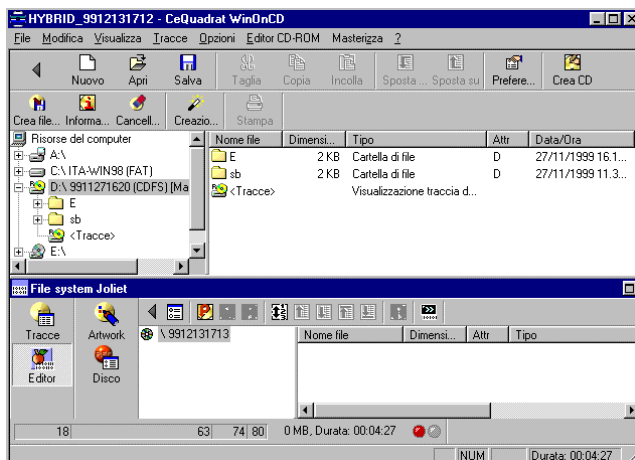 HYBRID_9912131712 - CeQuadrat WinOnCD
File Modifica Visualizza Tracce Opzioni Editor CD-ROM Masterizza ?
Nuovo Apri Salva Taglia Copia Incolla Sposta ... Sposta su Prefere... Crea CD
Crea file... Informa... Cancell... Creazio... Stampa
Risorse del computer Nome file Dimensi... Tipo Attr Data/Ora
A:\ E 2 KB Cartella di file D 27/11/1999 16.1...
C:\ ITA-WIN98 (FAT) sb 2 KB Cartella di file D 27/11/1999 11.3...
D:\ 9911271620 (CDFS) [Ma <Tracce> Visualizzazione traccia d...
E
sb
<Tracce>
E:\
File system Joliet
Tracce Artwork \ 9912131713 Nome file Dimensi... Attr Tipo
Editor Disco
18 63 74 80 0 MB, Durata: 00:04:27
NUM Durata: 00:04:27